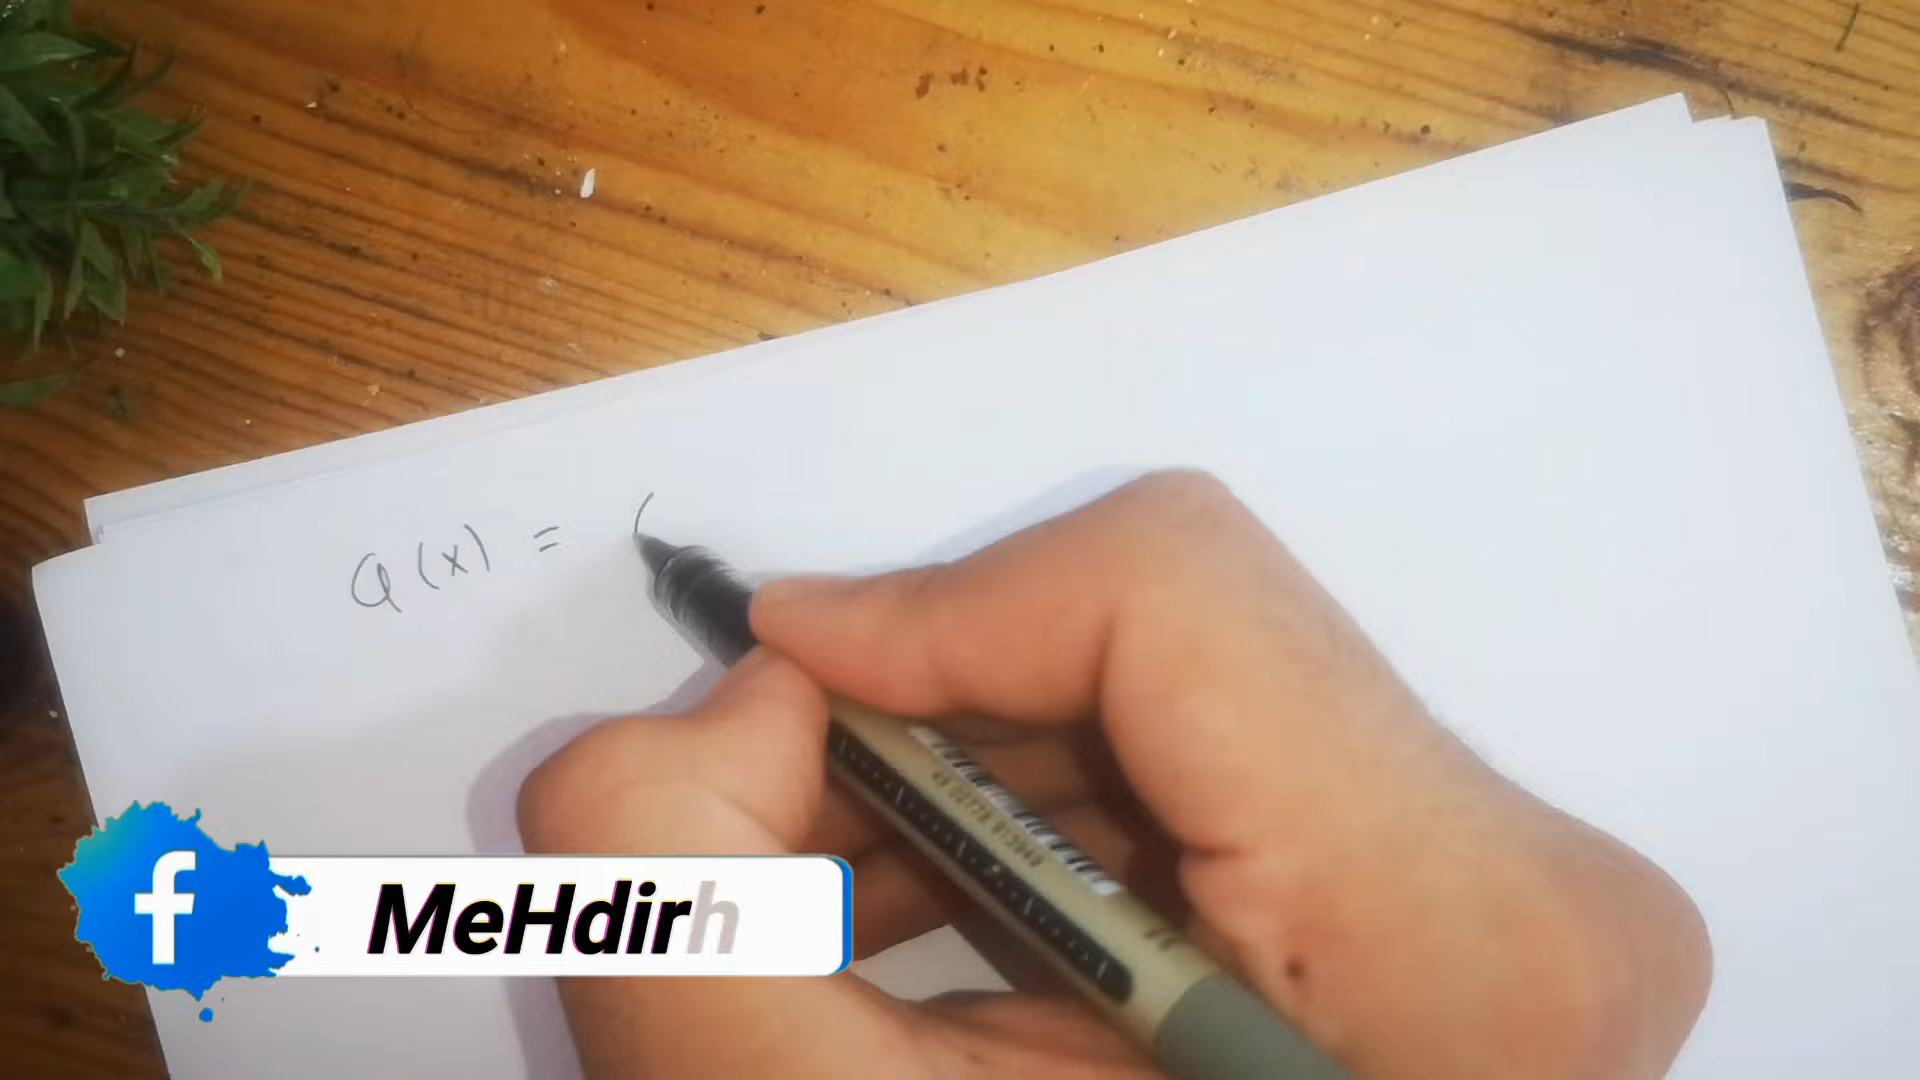 Q(x) = (
MeHdirh